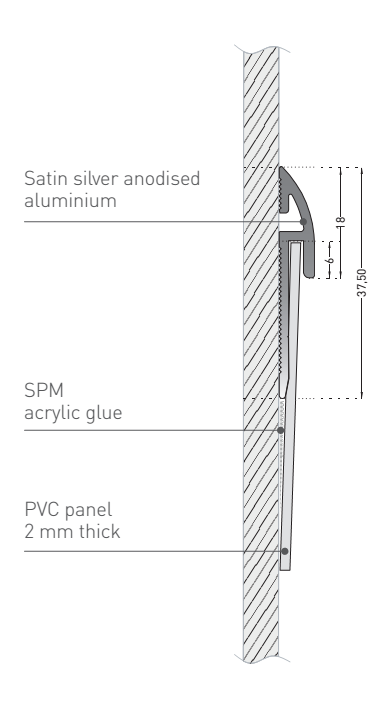 Satin silver anodised
aluminium
18
6
37,50
SPM
acrylic glue
PVC panel
2 mm thick